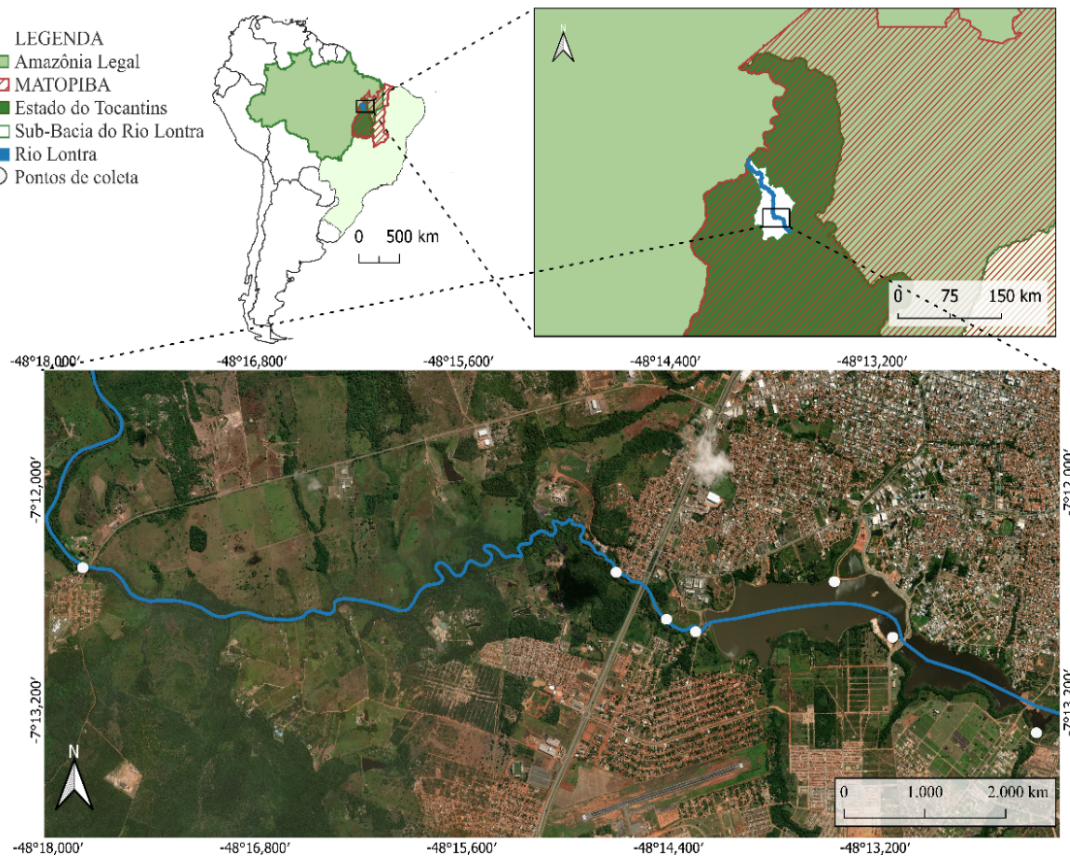 LEGENDA
Amazônia Legal
MATOPIBA
Estado do Tocantins
Sub-Bacia do Rio Lontra
Rio Lontra
Pontos de coleta
0 500 km
0 75 150 km
-48°18,000' -48°16,800' -48°15,600' -48°14,400' -48°13,200'
-7°12,000' -7°12,000'
-7°13,200' -7°13,200'
N
0 1.000 2.000 km
-48°18,000' -48°16,800' -48°15,600' -48°14,400' -48°13,200'